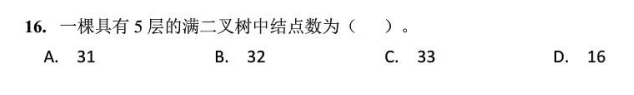 16. 一棵具有 5 层的满二叉树中结点数为（　　）。
A. 31　　B. 32　　C. 33　　D. 16